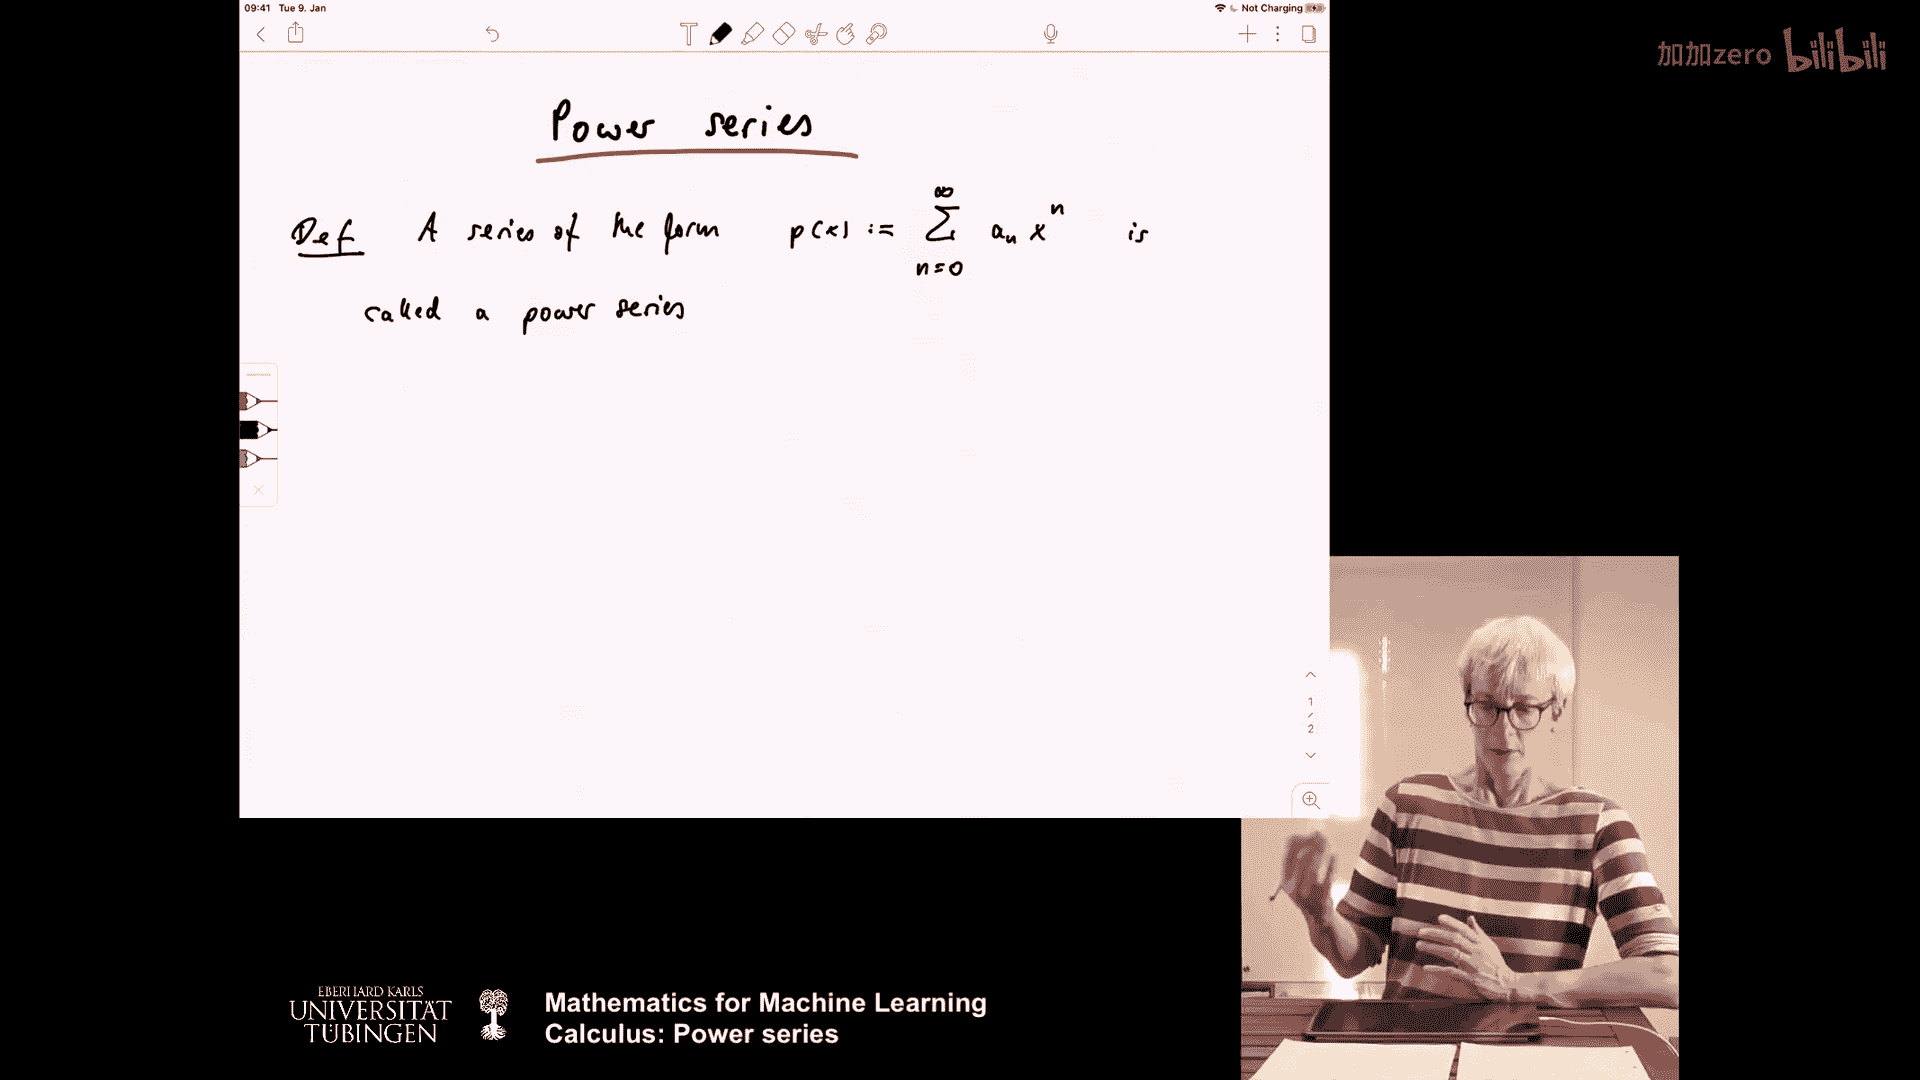 09:41 Tue 9. Jan
Not Charging
加加zero bilibili
Power series
∞
Def A series of the form p(x) := Σ aₙ xⁿ is
n=0
called a power series
1
/
2
EBERHARD KARLS
UNIVERSITÄT
TÜBINGEN
Mathematics for Machine Learning
Calculus: Power series